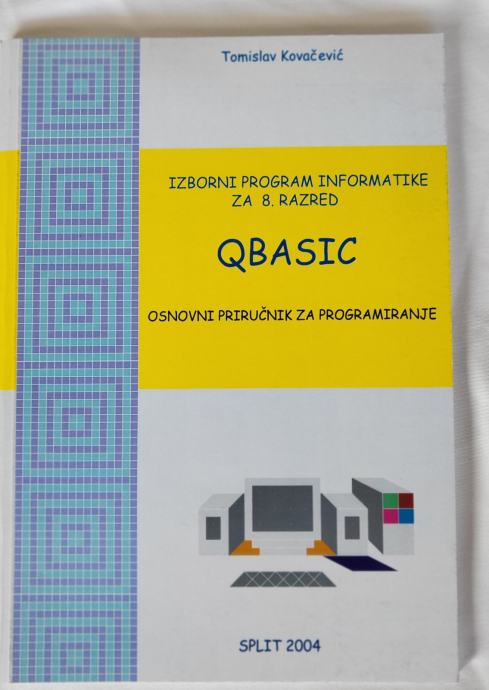 Tomislav Kovačević
IZBORNI PROGRAM INFORMATIKE
ZA 8. RAZRED
QBASIC
OSNOVNI PRIRUČNIK ZA PROGRAMIRANJE
SPLIT 2004